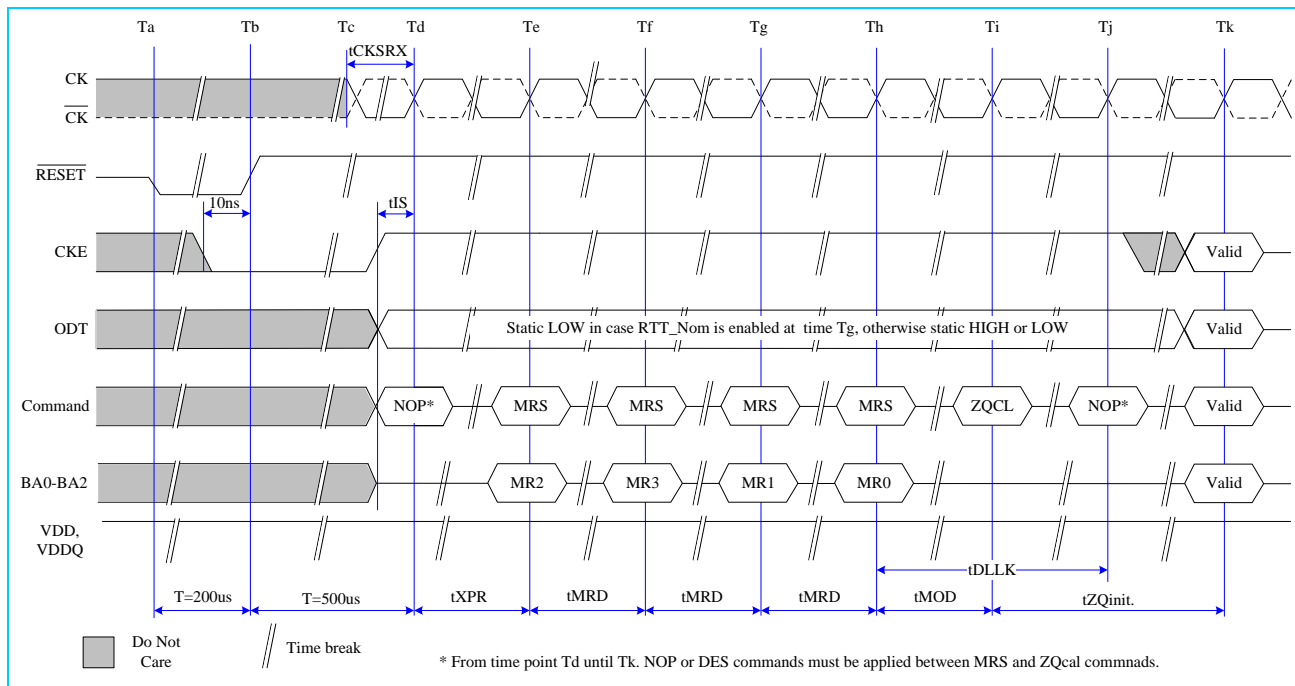 Ta Tb Tc Td Te Tf Tg Th Ti Tj Tk
tCKSRX
CK
CK
RESET
10ns
tIS
CKE
Valid
ODT
Static LOW in case RTT_Nom is enabled at time Tg, otherwise static HIGH or LOW
Valid
Command
NOP* MRS MRS MRS MRS ZQCL NOP* Valid
BA0-BA2
MR2 MR3 MR1 MR0 Valid
VDD,
VDDQ
tDLLK
T=200us T=500us tXPR tMRD tMRD tMRD tMOD tZQinit.
Do Not
Care
Time break
* From time point Td until Tk. NOP or DES commands must be applied between MRS and ZQcal commnads.